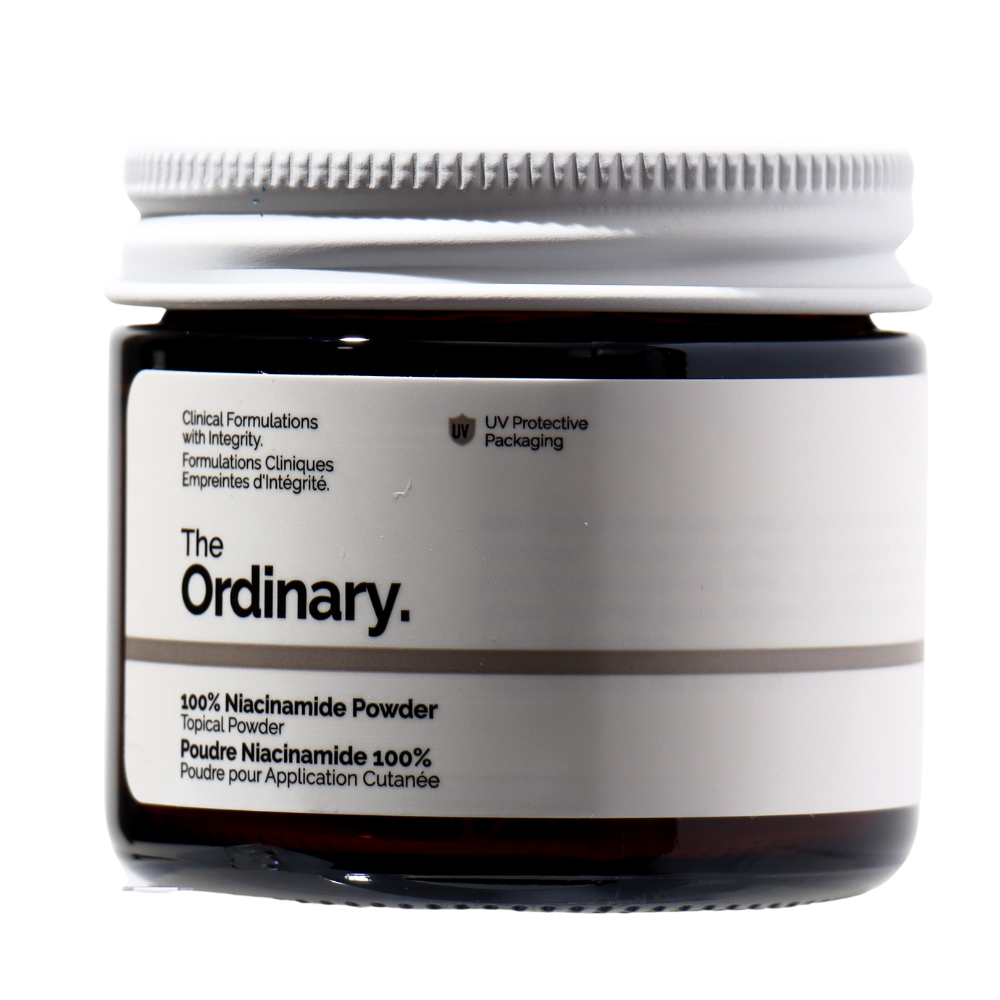 Clinical Formulations
with Integrity.
Formulations Cliniques
Empreintes d'Intégrité.
UV
UV Protective
Packaging
The
Ordinary.
100% Niacinamide Powder
Topical Powder
Poudre Niacinamide 100%
Poudre pour Application Cutanée